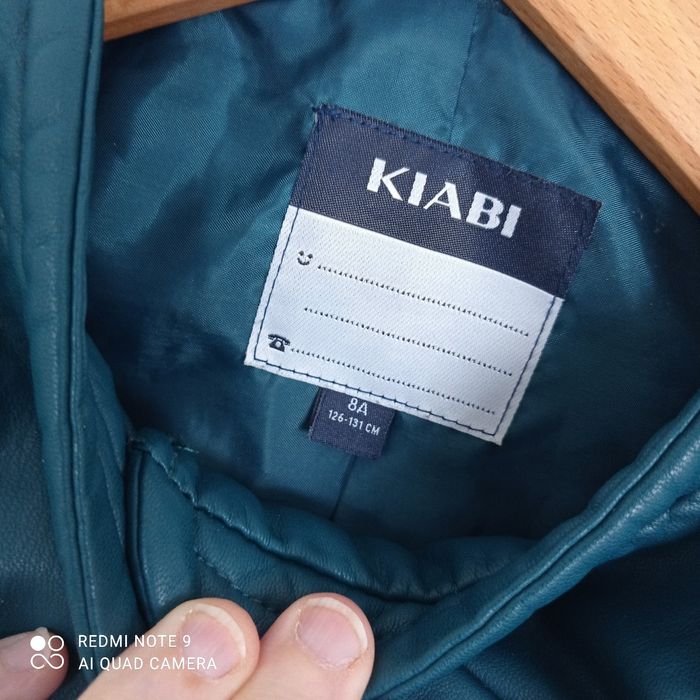 KIABI
8A
126-131 CM
REDMI NOTE 9
AI QUAD CAMERA